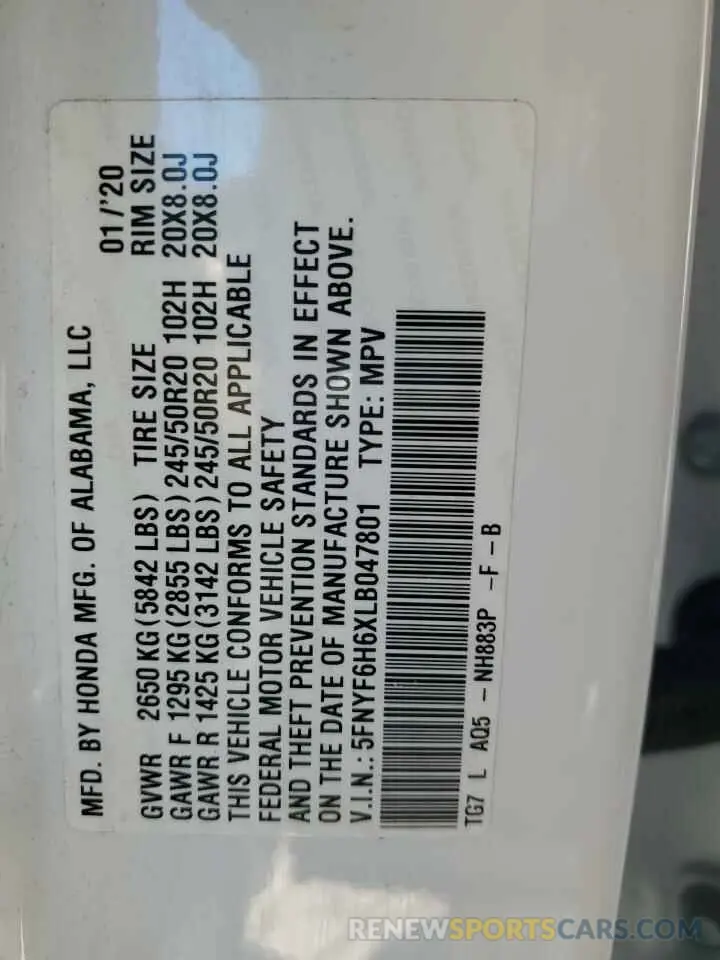 MFD. BY HONDA MFG. OF ALABAMA, LLC 01/'20
GVWR 2650 KG(5842 LBS) TIRE SIZE RIM SIZE
GAWR F 1295 KG(2855 LBS) 245/50R20 102H 20X8.0J
GAWR R 1425 KG(3142 LBS) 245/50R20 102H 20X8.0J
THIS VEHICLE CONFORMS TO ALL APPLICABLE
FEDERAL MOTOR VEHICLE SAFETY
AND THEFT PREVENTION STANDARDS IN EFFECT
ON THE DATE OF MANUFACTURE SHOWN ABOVE.
V.I.N.: 5FNYF6H6XLB047801 TYPE: MPV
TG7 L AQ5 - NH883P -F-B
RENEWSPORTSCARS.COM